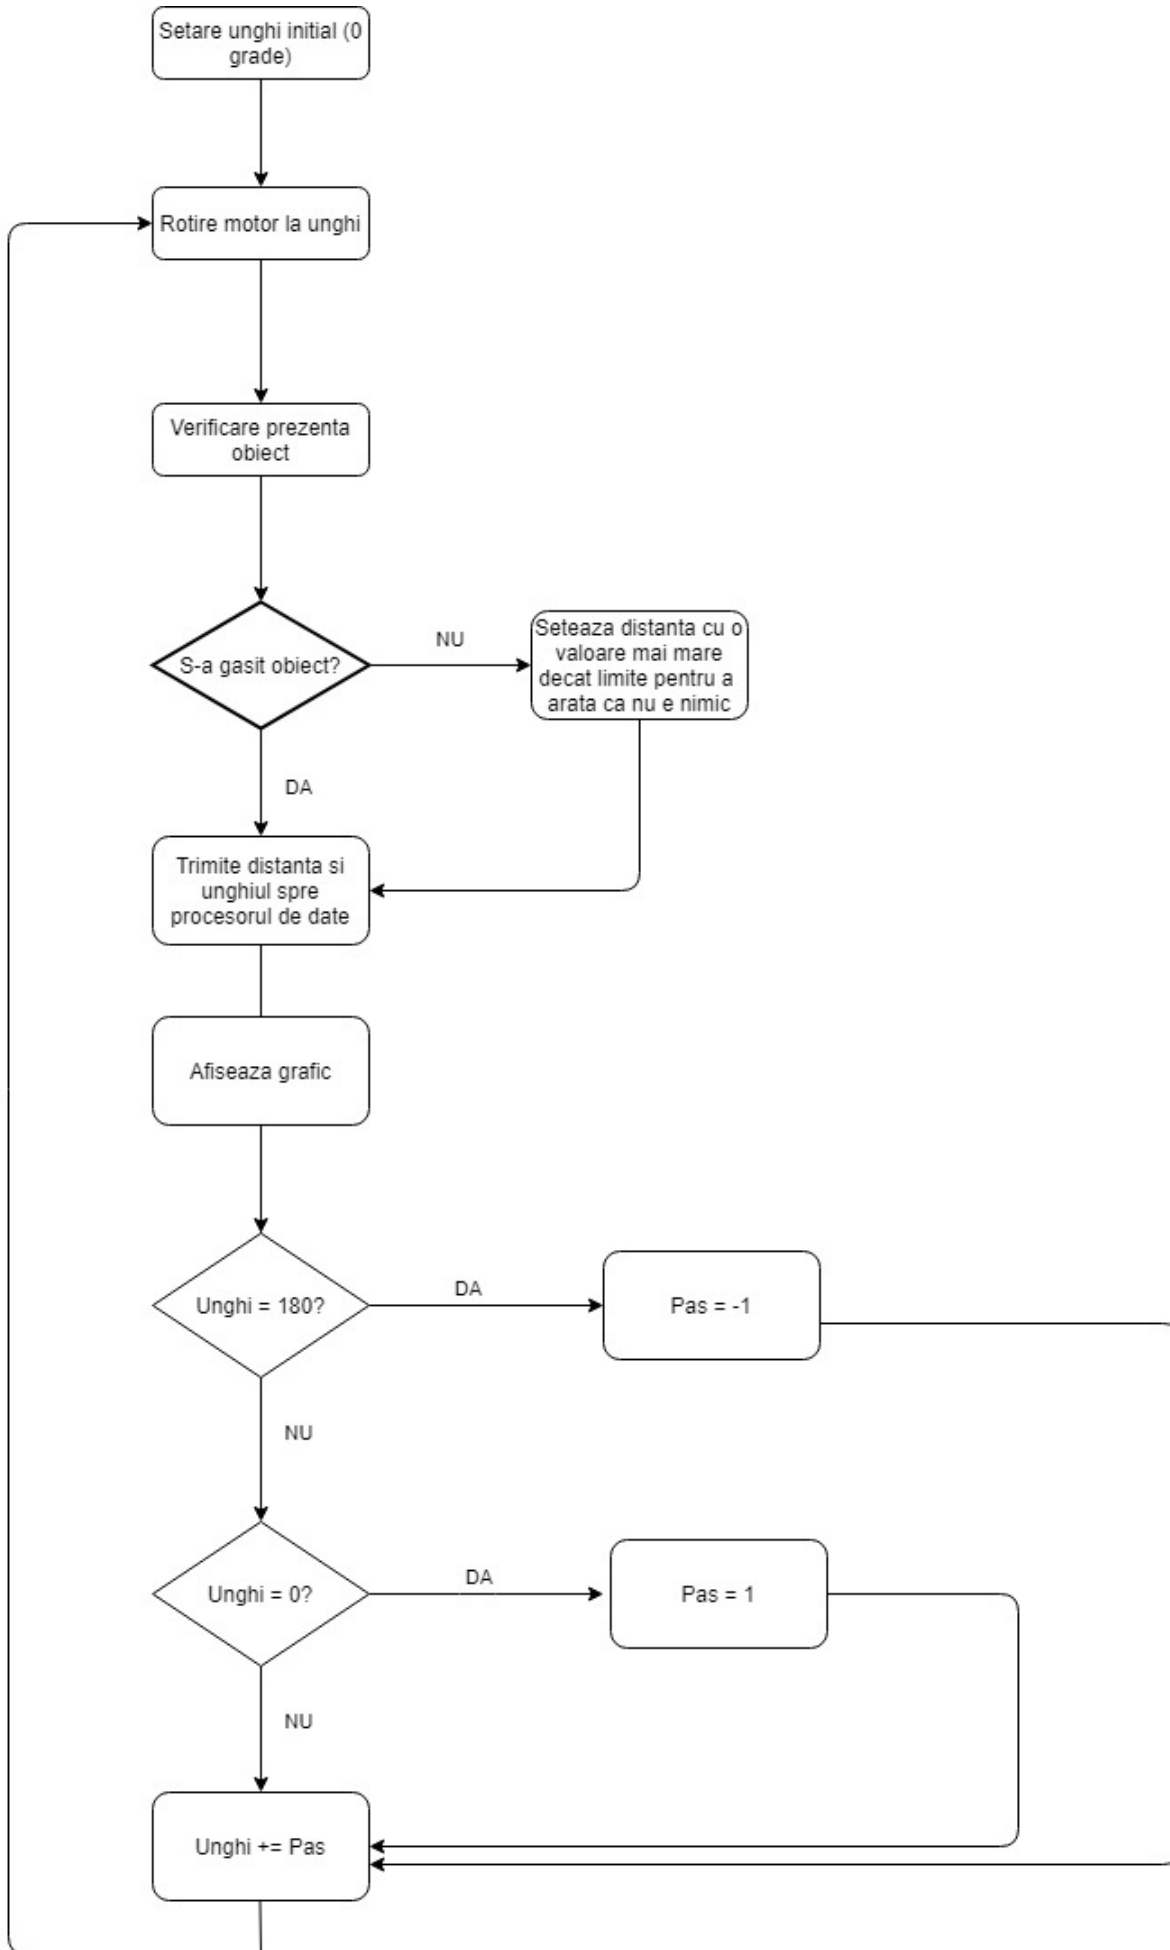 Setare unghi initial (0
grade)
Rotire motor la unghi
Verificare prezenta
obiect
S-a gasit obiect?
NU
Seteaza distanta cu o
valoare mai mare
decat limite pentru a
arata ca nu e nimic
DA
Trimite distanta si
unghiul spre
procesorul de date
Afiseaza grafic
Unghi = 180?
DA
Pas = -1
NU
Unghi = 0?
DA
Pas = 1
NU
Unghi += Pas